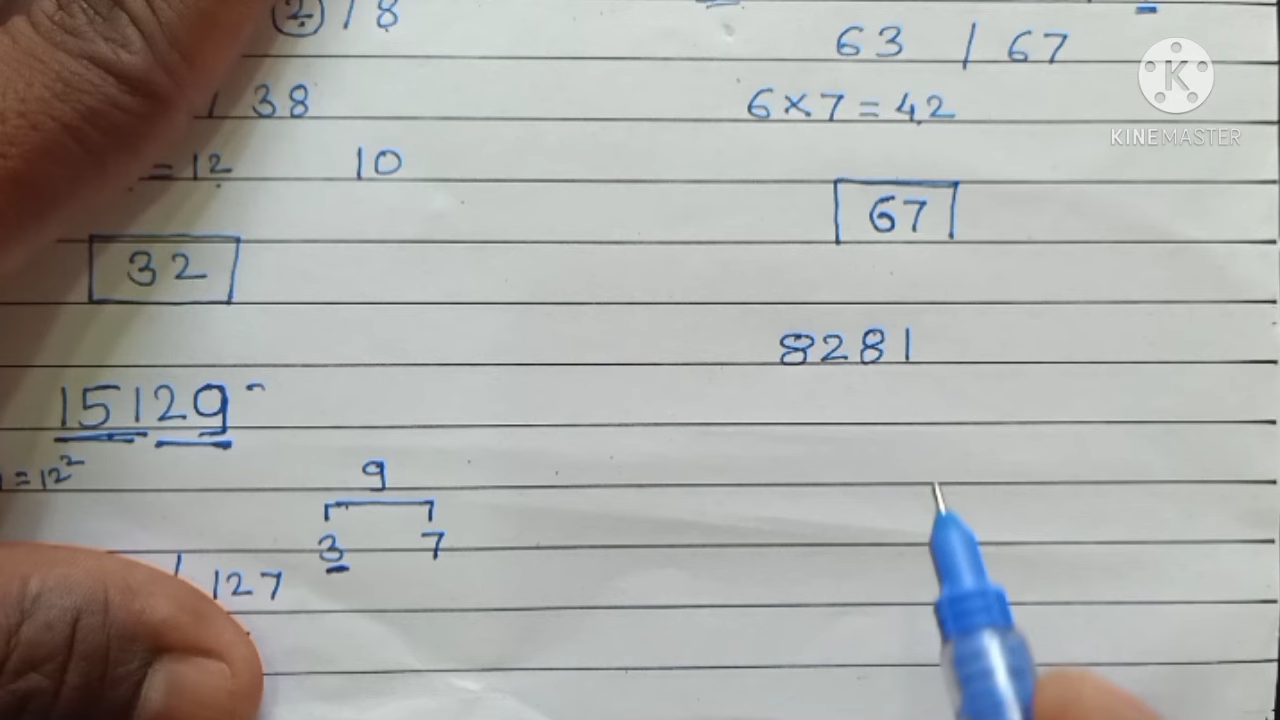 2 / 8
/ 38
= 12 10
32
15129
= 12²
9
3 7
/ 127
63 / 67
6 × 7 = 42
67
8281
K
KINEMASTER